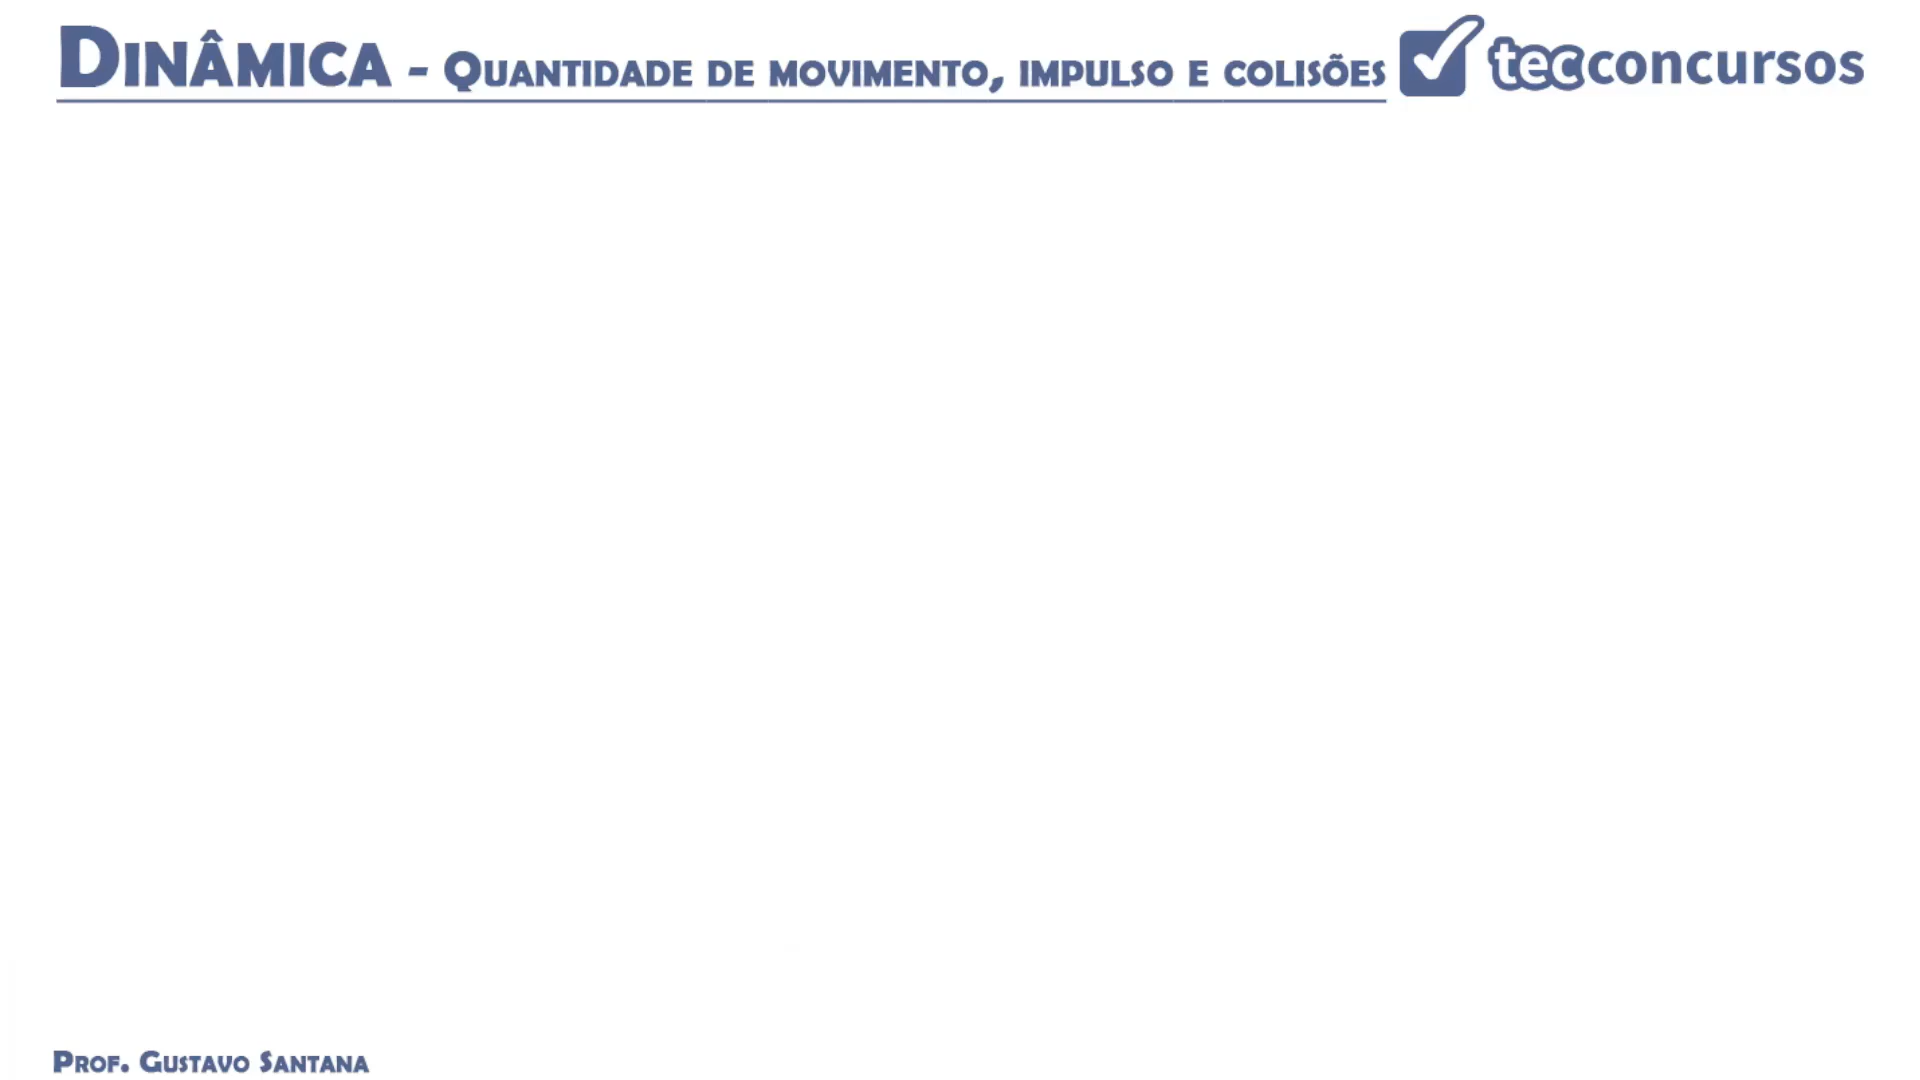 DINÂMICA - QUANTIDADE DE MOVIMENTO, IMPULSO E COLISÕES tecconcursos
PROF. GUSTAVO SANTANA